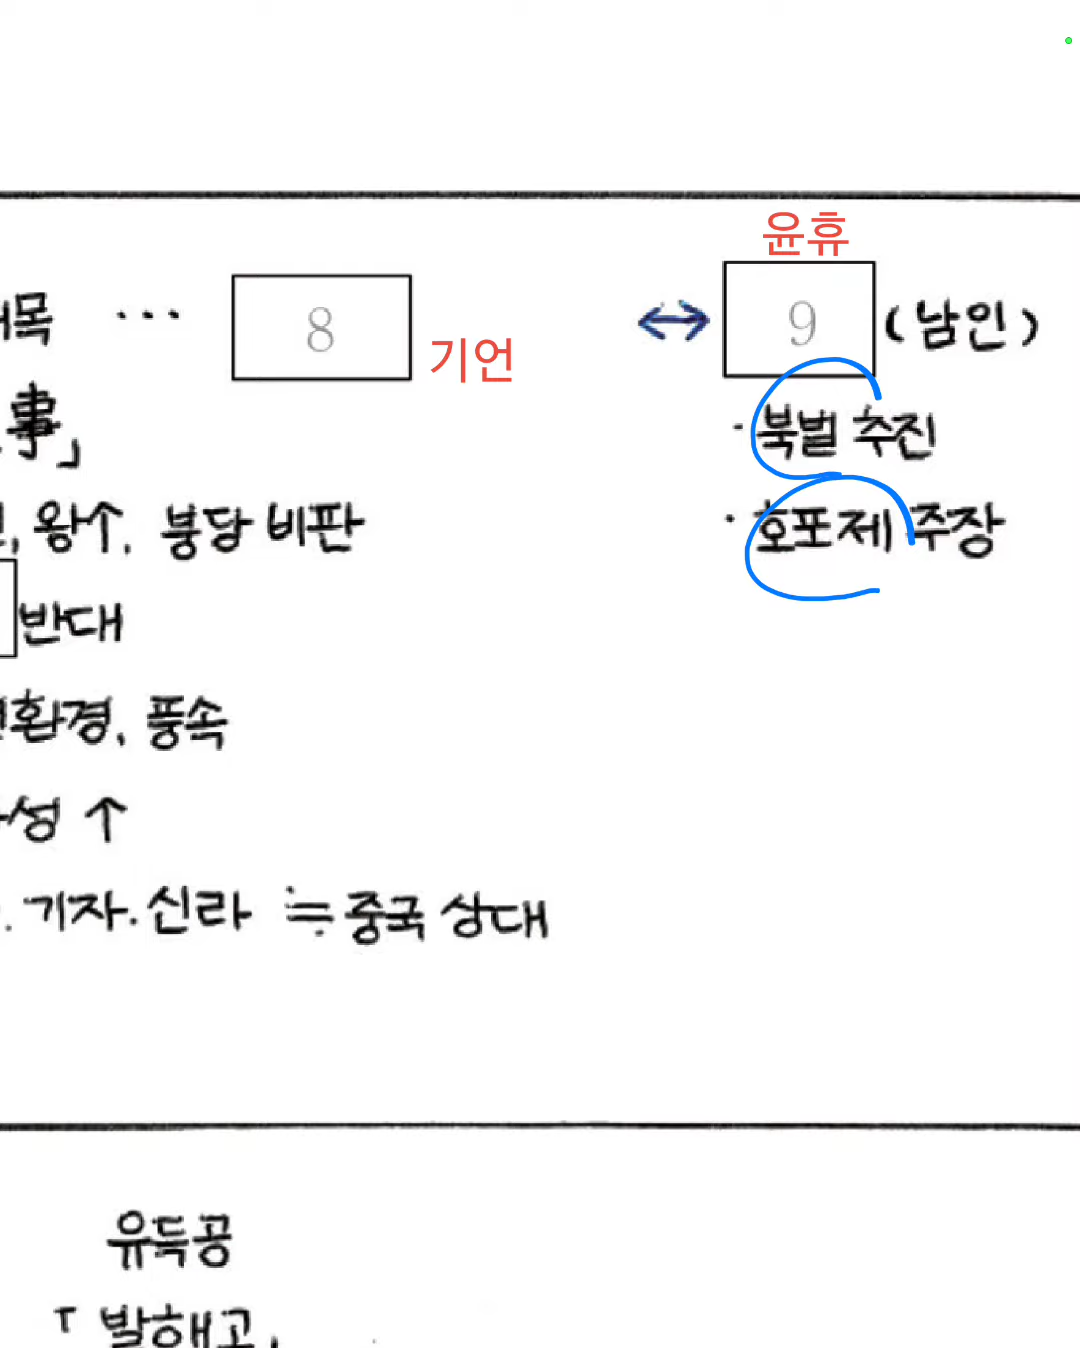 윤휴
목 ··· 8 ↔ 9 (남인)
기언
事」 · 북벌 추진
왕↑, 붕당 비판 · 호포제 주장
반대
환경, 풍속
성 ↑
. 기자. 신라 ≒ 중국 상대
유득공
「발해고」